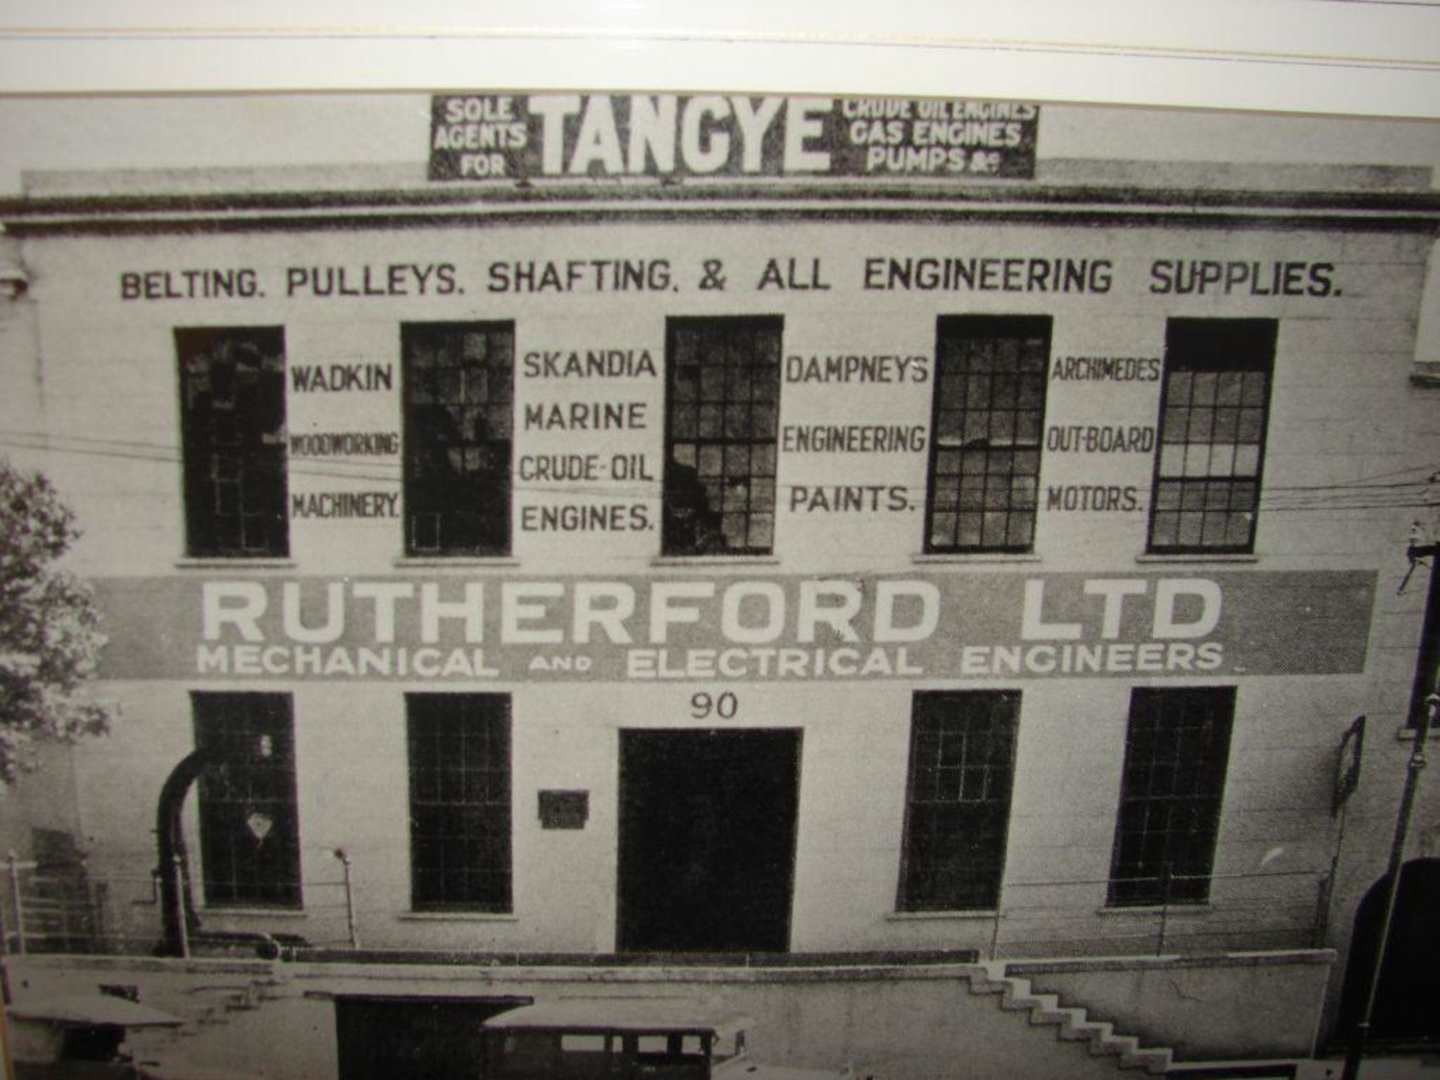 SOLE
AGENTS
FOR
TANGYE
CRUDE OIL ENGINES
GAS ENGINES
PUMPS &c
BELTING. PULLEYS. SHAFTING, & ALL ENGINEERING SUPPLIES.
WADKIN
WOODWORKING
MACHINERY.
SKANDIA
MARINE
CRUDE-OIL
ENGINES.
DAMPNEYS
ENGINEERING
PAINTS.
ARCHIMEDES
OUT-BOARD
MOTORS.
RUTHERFORD LTD
MECHANICAL AND ELECTRICAL ENGINEERS
90